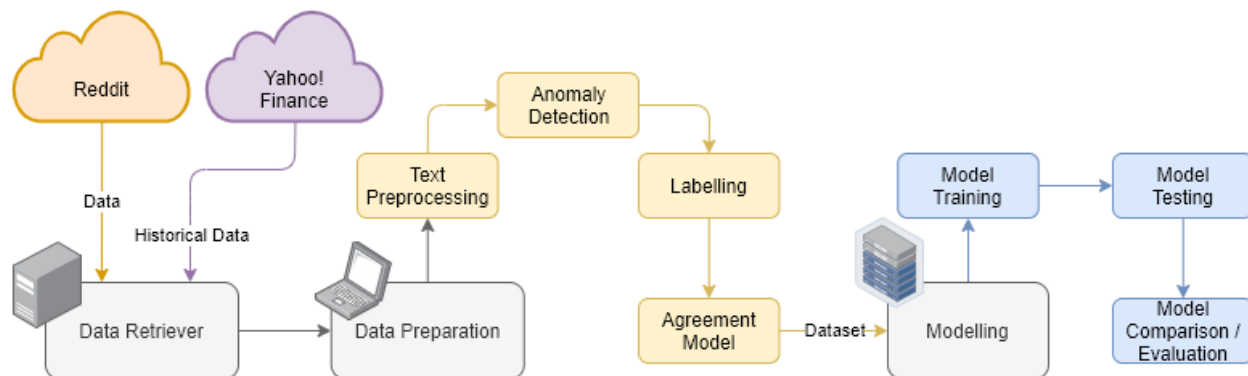 Reddit
Yahoo!
Finance
Data
Historical Data
Data Retriever
Data Preparation
Text
Preprocessing
Anomaly
Detection
Labelling
Agreement
Model
Dataset
Modelling
Model
Training
Model
Testing
Model
Comparison /
Evaluation